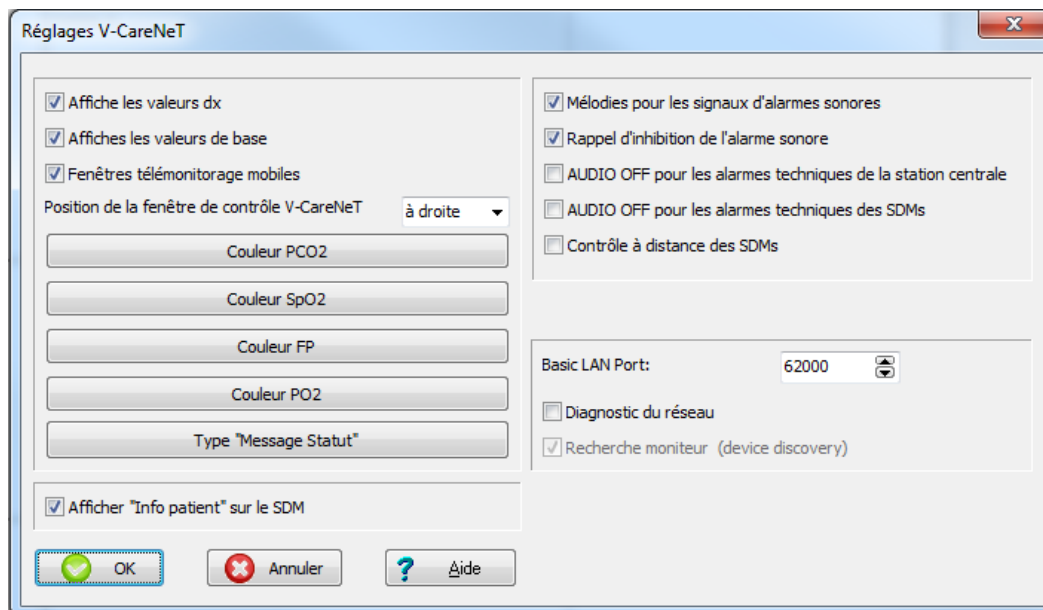 Réglages V-CareNeT
Affiche les valeurs dx
Affiches les valeurs de base
Fenêtres télémonitorage mobiles
Position de la fenêtre de contrôle V-CareNeT à droite
Couleur PCO2
Couleur SpO2
Couleur FP
Couleur PO2
Type "Message Statut"
Afficher "Info patient" sur le SDM
Mélodies pour les signaux d'alarmes sonores
Rappel d'inhibition de l'alarme sonore
AUDIO OFF pour les alarmes techniques de la station centrale
AUDIO OFF pour les alarmes techniques des SDMs
Contrôle à distance des SDMs
Basic LAN Port: 62000
Diagnostic du réseau
Recherche moniteur (device discovery)
OK Annuler ? Aide